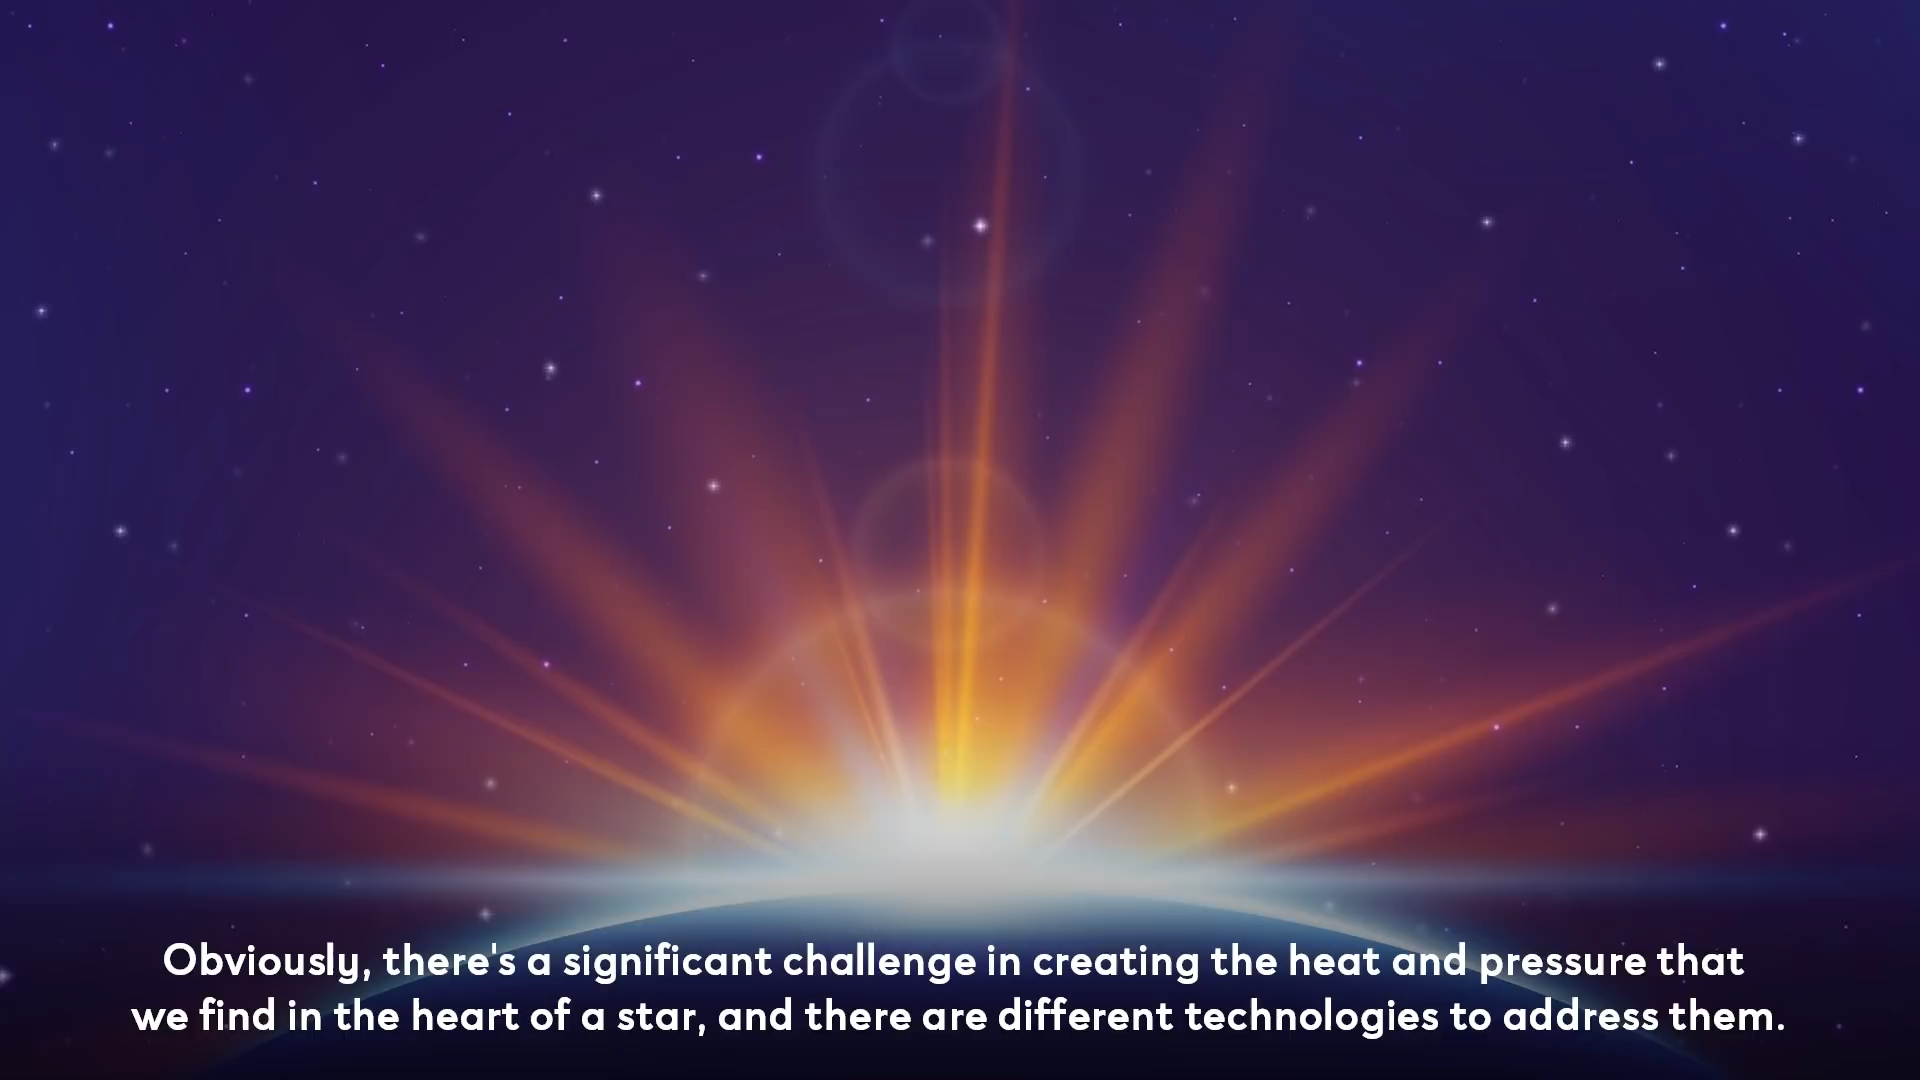 Obviously, there's a significant challenge in creating the heat and pressure that
we find in the heart of a star, and there are different technologies to address them.